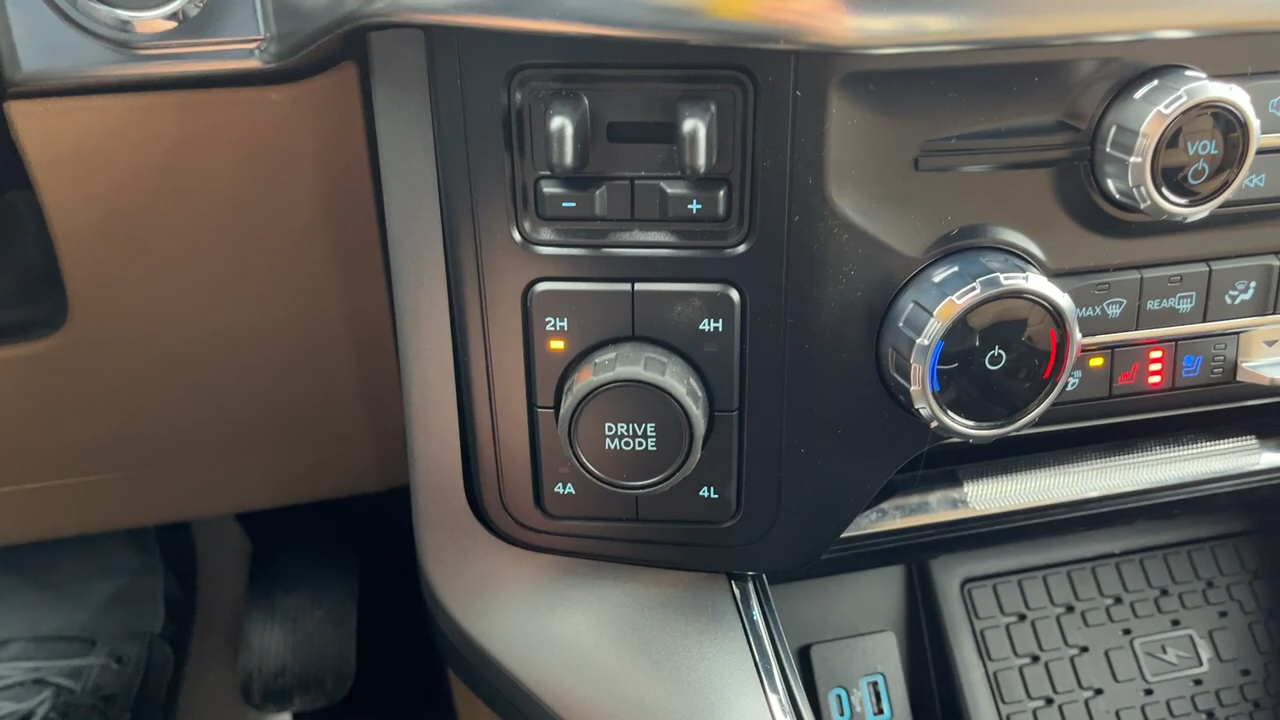 − +
2H 4H
DRIVE
MODE
4A 4L
VOL
MAX REAR